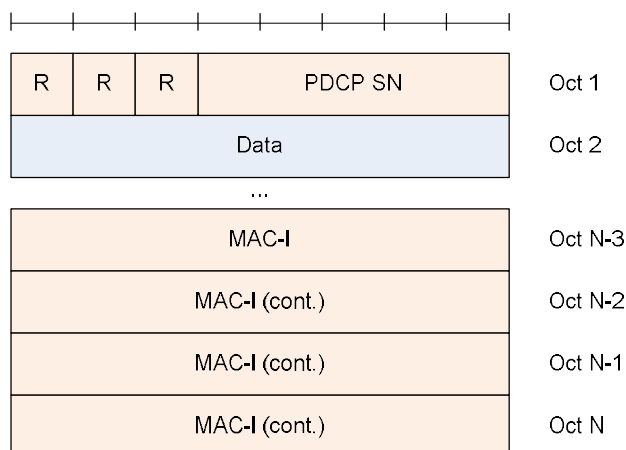 R R R PDCP SN Oct 1
Data Oct 2
...
MAC-I Oct N-3
MAC-I (cont.) Oct N-2
MAC-I (cont.) Oct N-1
MAC-I (cont.) Oct N